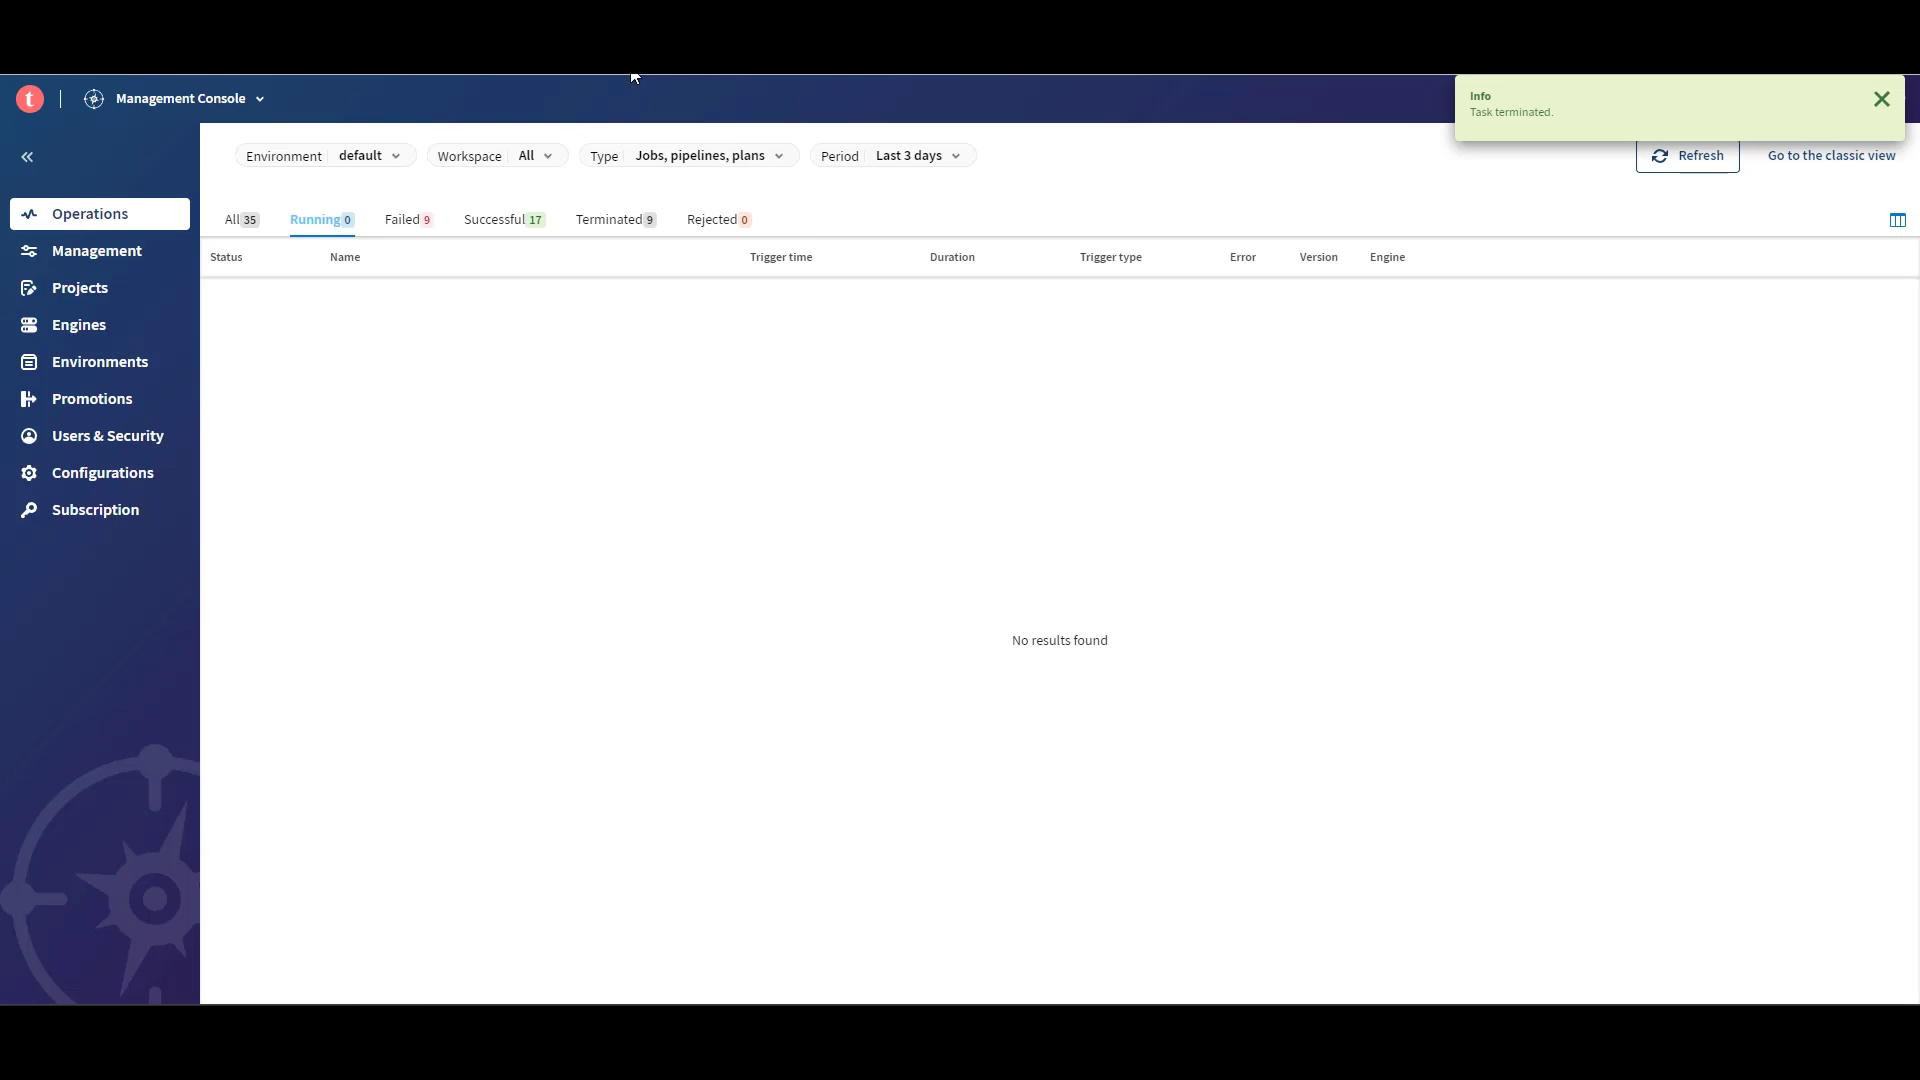 t
Management Console
Info
Task terminated.
Environment default
Workspace All
Type Jobs, pipelines, plans
Period Last 3 days
Refresh
Go to the classic view
Operations
Management
Projects
Engines
Environments
Promotions
Users & Security
Configurations
Subscription
All 35
Running 0
Failed 9
Successful 17
Terminated 9
Rejected 0
Status Name Trigger time Duration Trigger type Error Version Engine
No results found